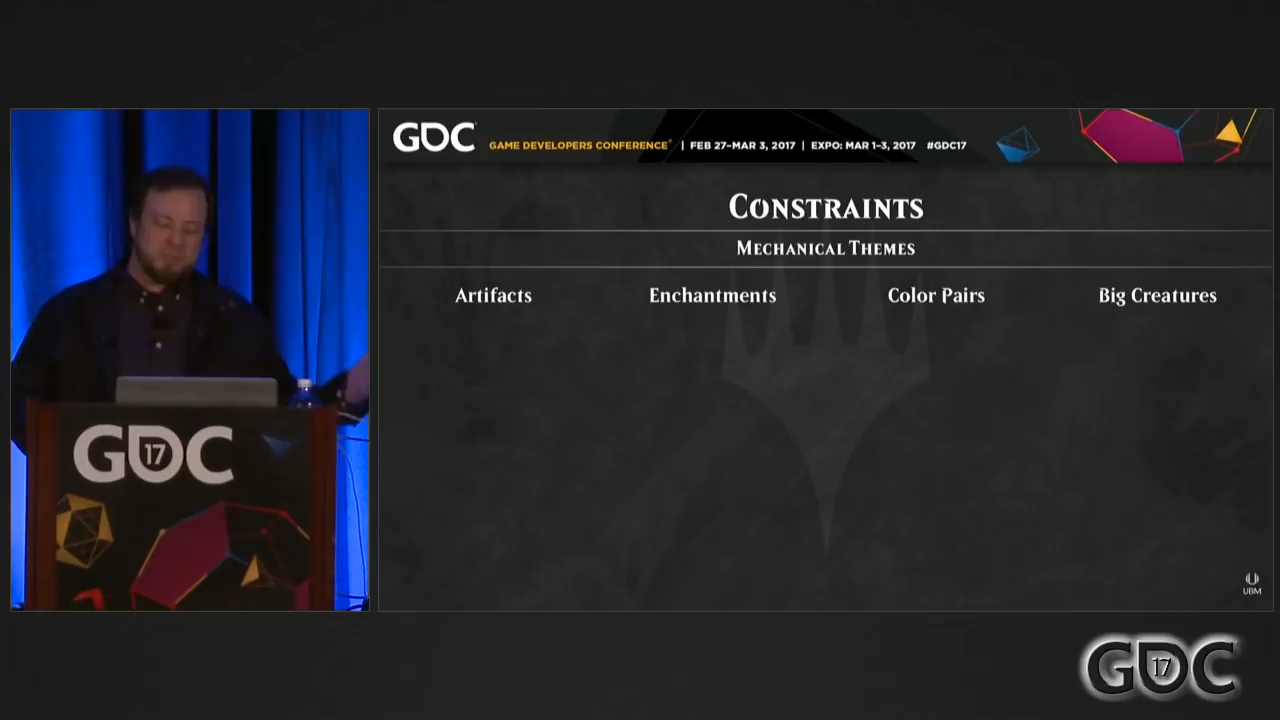 GDC
GAME DEVELOPERS CONFERENCE® | FEB 27–MAR 3, 2017 | EXPO: MAR 1–3, 2017 #GDC17
CONSTRAINTS
MECHANICAL THEMES
Artifacts Enchantments Color Pairs Big Creatures
GDC
17
UBM
GDC
17